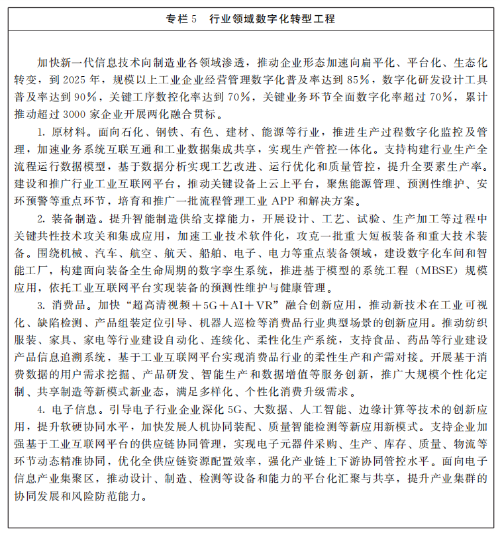 专栏 5　行业领域数字化转型工程
加快新一代信息技术向制造业各领域渗透，推动企业形态加速向扁平化、平台化、生态化
转变，到 2025 年，规模以上工业企业经营管理数字化普及率达到 85%，数字化研发设计工具
普及率达到 90%，关键工序数控化率达到 70%，关键业务环节全面数字化率超过 70%，累计
推动超过 3000 家企业开展两化融合贯标。
1. 原材料。面向石化、钢铁、有色、建材、能源等行业，推进生产过程数字化监控及管
理，加速业务系统互联互通和工业数据集成共享，实现生产管控一体化。支持构建行业生产全
流程运行数据模型，基于数据分析实现工艺改进、运行优化和质量管控，提升全要素生产率。
建设和推广行业工业互联网平台，推动关键设备上云上平台，聚焦能源管理、预测性维护、安
环预警等重点环节，培育和推广一批流程管理工业 APP 和解决方案。
2. 装备制造。提升智能制造供给支撑能力，开展设计、工艺、试验、生产加工等过程中
关键共性技术攻关和集成应用，加速工业技术软件化，攻克一批重大短板装备和重大技术装
备。围绕机械、汽车、航空、航天、船舶、电子、电力等重点装备领域，建设数字化车间和智
能工厂，构建面向装备全生命周期的数字孪生系统，推进基于模型的系统工程（MBSE）规模
应用，依托工业互联网平台实现装备的预测性维护与健康管理。
3. 消费品。加快“超高清视频+5G+AI+VR”融合创新应用，推动新技术在工业可视
化、缺陷检测、产品组装定位引导、机器人巡检等消费品行业典型场景的创新应用。推动纺织
服装、家具、家电等行业建设自动化、连续化、柔性化生产系统，支持食品、药品等行业建设
产品信息追溯系统，基于工业互联网平台实现消费品行业的柔性生产和产需对接。开展基于
消费数据的用户需求挖掘、产品研发、智能生产和数据增值等服务创新，推广大规模个性化定
制、共享制造等新模式新业态，满足多样化、个性化消费升级需求。
4. 电子信息。引导电子行业企业深化 5G、大数据、人工智能、边缘计算等技术的创新应
用，提升软硬协同水平，加快发展人机协同装配、质量智能检测等新应用新模式。支持企业加
强基于工业互联网平台的供应链协同管理，实现电子元器件采购、生产、库存、质量、物流等
环节动态精准协同，优化全供应链资源配置效率，强化产业链上下游协同管控水平。面向电子
信息产业集聚区，推动设计、制造、检测等设备和能力的平台化汇聚与共享，提升产业集群的
协同发展和风险防范能力。